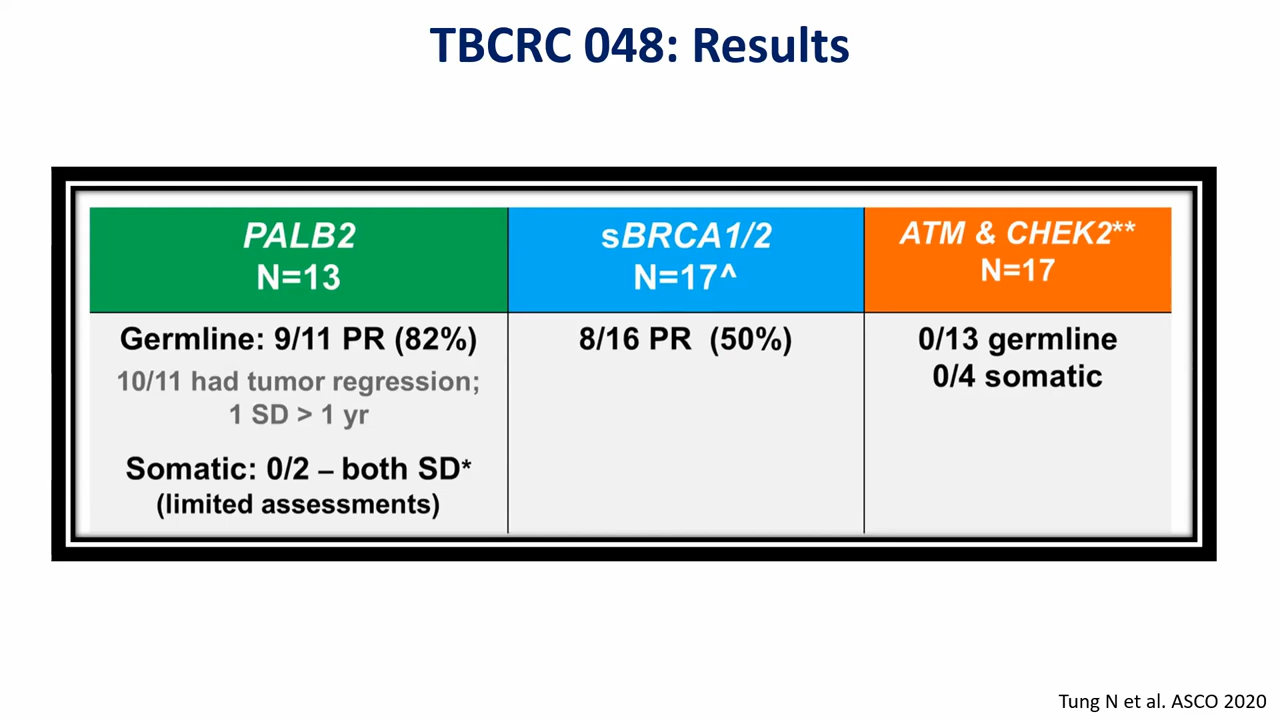 TBCRC 048: Results
PALB2
N=13
sBRCA1/2
N=17^
ATM & CHEK2**
N=17
Germline: 9/11 PR (82%)
10/11 had tumor regression;
1 SD > 1 yr
Somatic: 0/2 – both SD*
(limited assessments)
8/16 PR (50%)
0/13 germline
0/4 somatic
Tung N et al. ASCO 2020